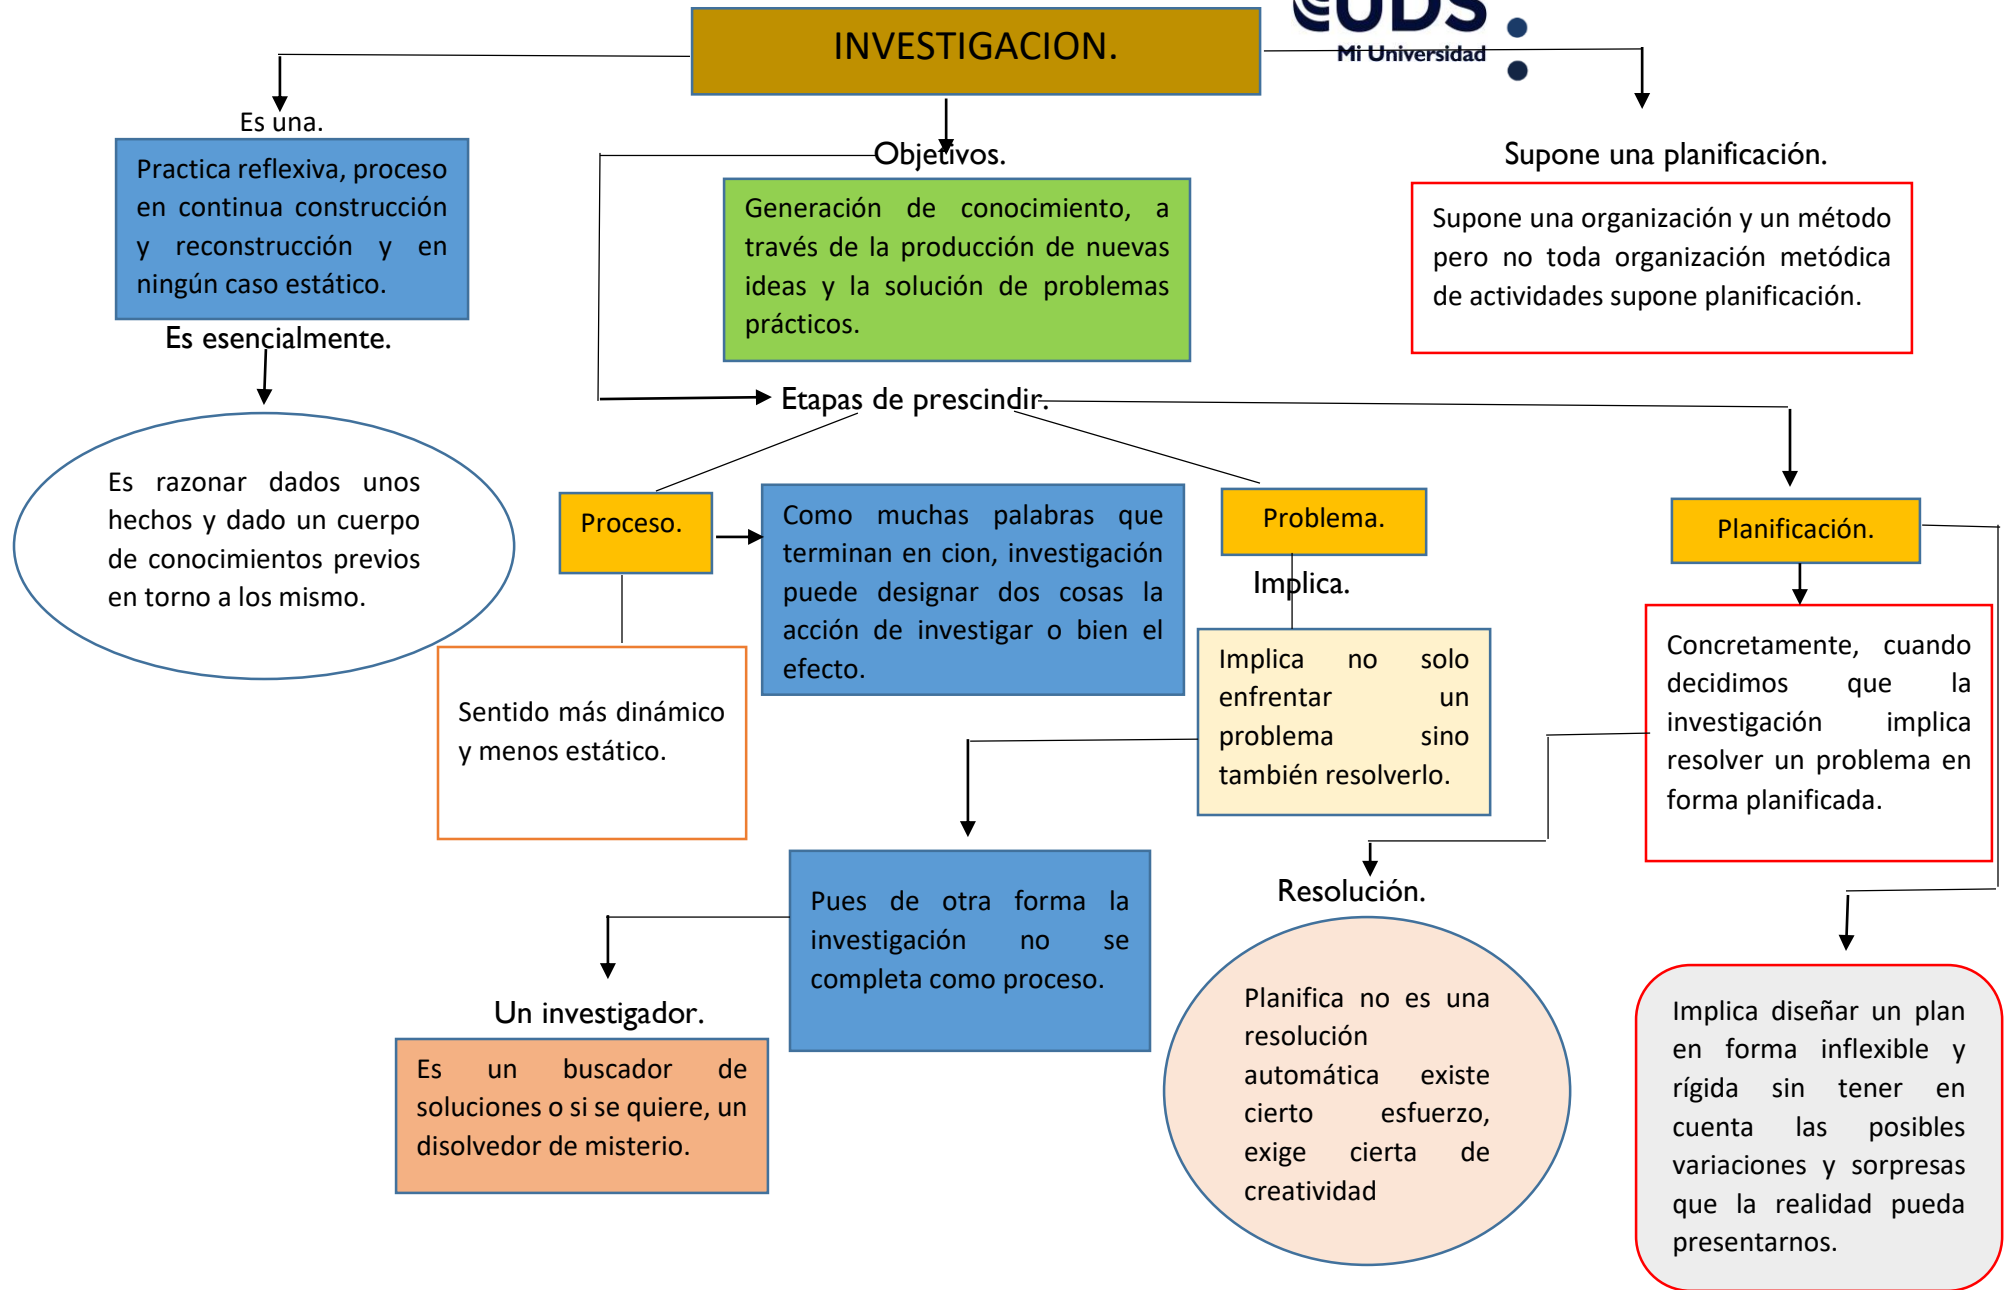 INVESTIGACION.
UDS
Mi Universidad
Es una.
Practica reflexiva, proceso
en continua construcción
y reconstrucción y en
ningún caso estático.
Es esencialmente.
Es razonar dados unos
hechos y dado un cuerpo
de conocimientos previos
en torno a los mismo.
Objetivos.
Generación de conocimiento, a
través de la producción de nuevas
ideas y la solución de problemas
prácticos.
Supone una planificación.
Supone una organización y un método
pero no toda organización metódica
de actividades supone planificación.
Etapas de prescindir.
Proceso.
Como muchas palabras que
terminan en cion, investigación
puede designar dos cosas la
acción de investigar o bien el
efecto.
Sentido más dinámico
y menos estático.
Problema.
Implica.
Implica no solo
enfrentar un
problema sino
también resolverlo.
Planificación.
Concretamente, cuando
decidimos que la
investigación implica
resolver un problema en
forma planificada.
Pues de otra forma la
investigación no se
completa como proceso.
Un investigador.
Es un buscador de
soluciones o si se quiere, un
disolvedor de misterio.
Resolución.
Planifica no es una
resolución
automática existe
cierto esfuerzo,
exige cierta de
creatividad
Implica diseñar un plan
en forma inflexible y
rígida sin tener en
cuenta las posibles
variaciones y sorpresas
que la realidad pueda
presentarnos.